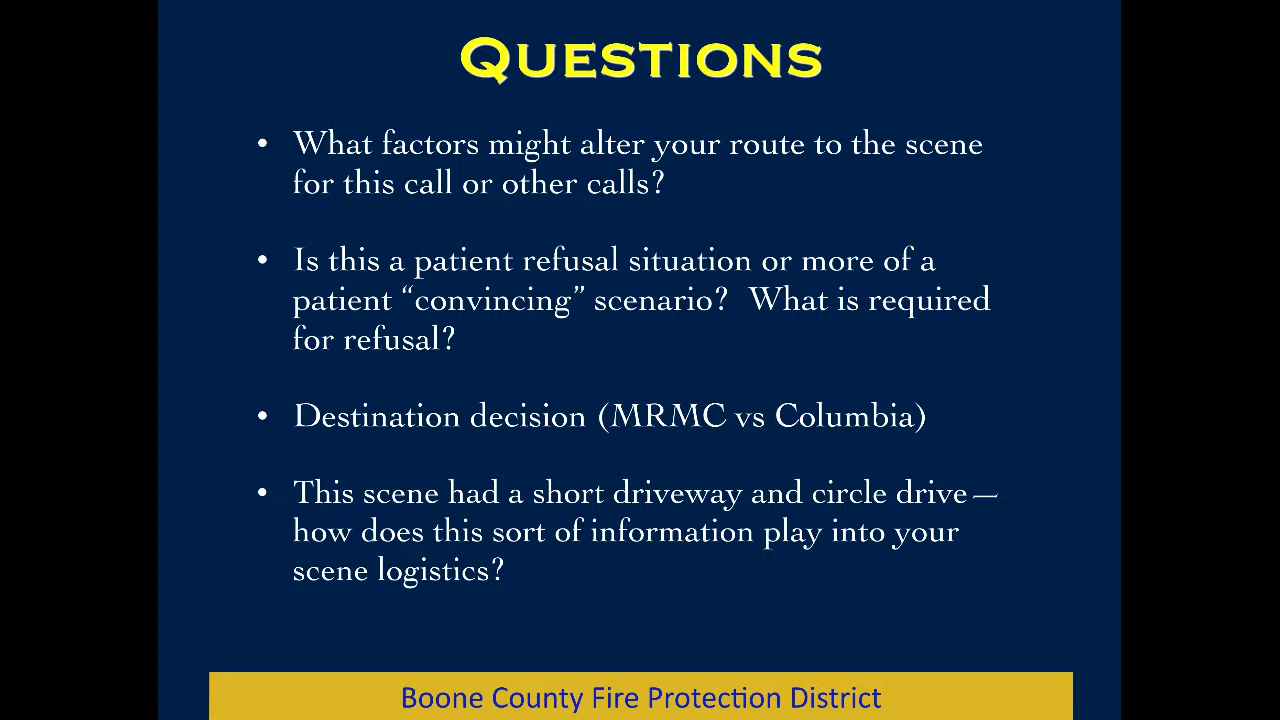 QUESTIONS
• What factors might alter your route to the scene
for this call or other calls?
• Is this a patient refusal situation or more of a
patient “convincing” scenario? What is required
for refusal?
• Destination decision (MRMC vs Columbia)
• This scene had a short driveway and circle drive—
how does this sort of information play into your
scene logistics?
Boone County Fire Protection District